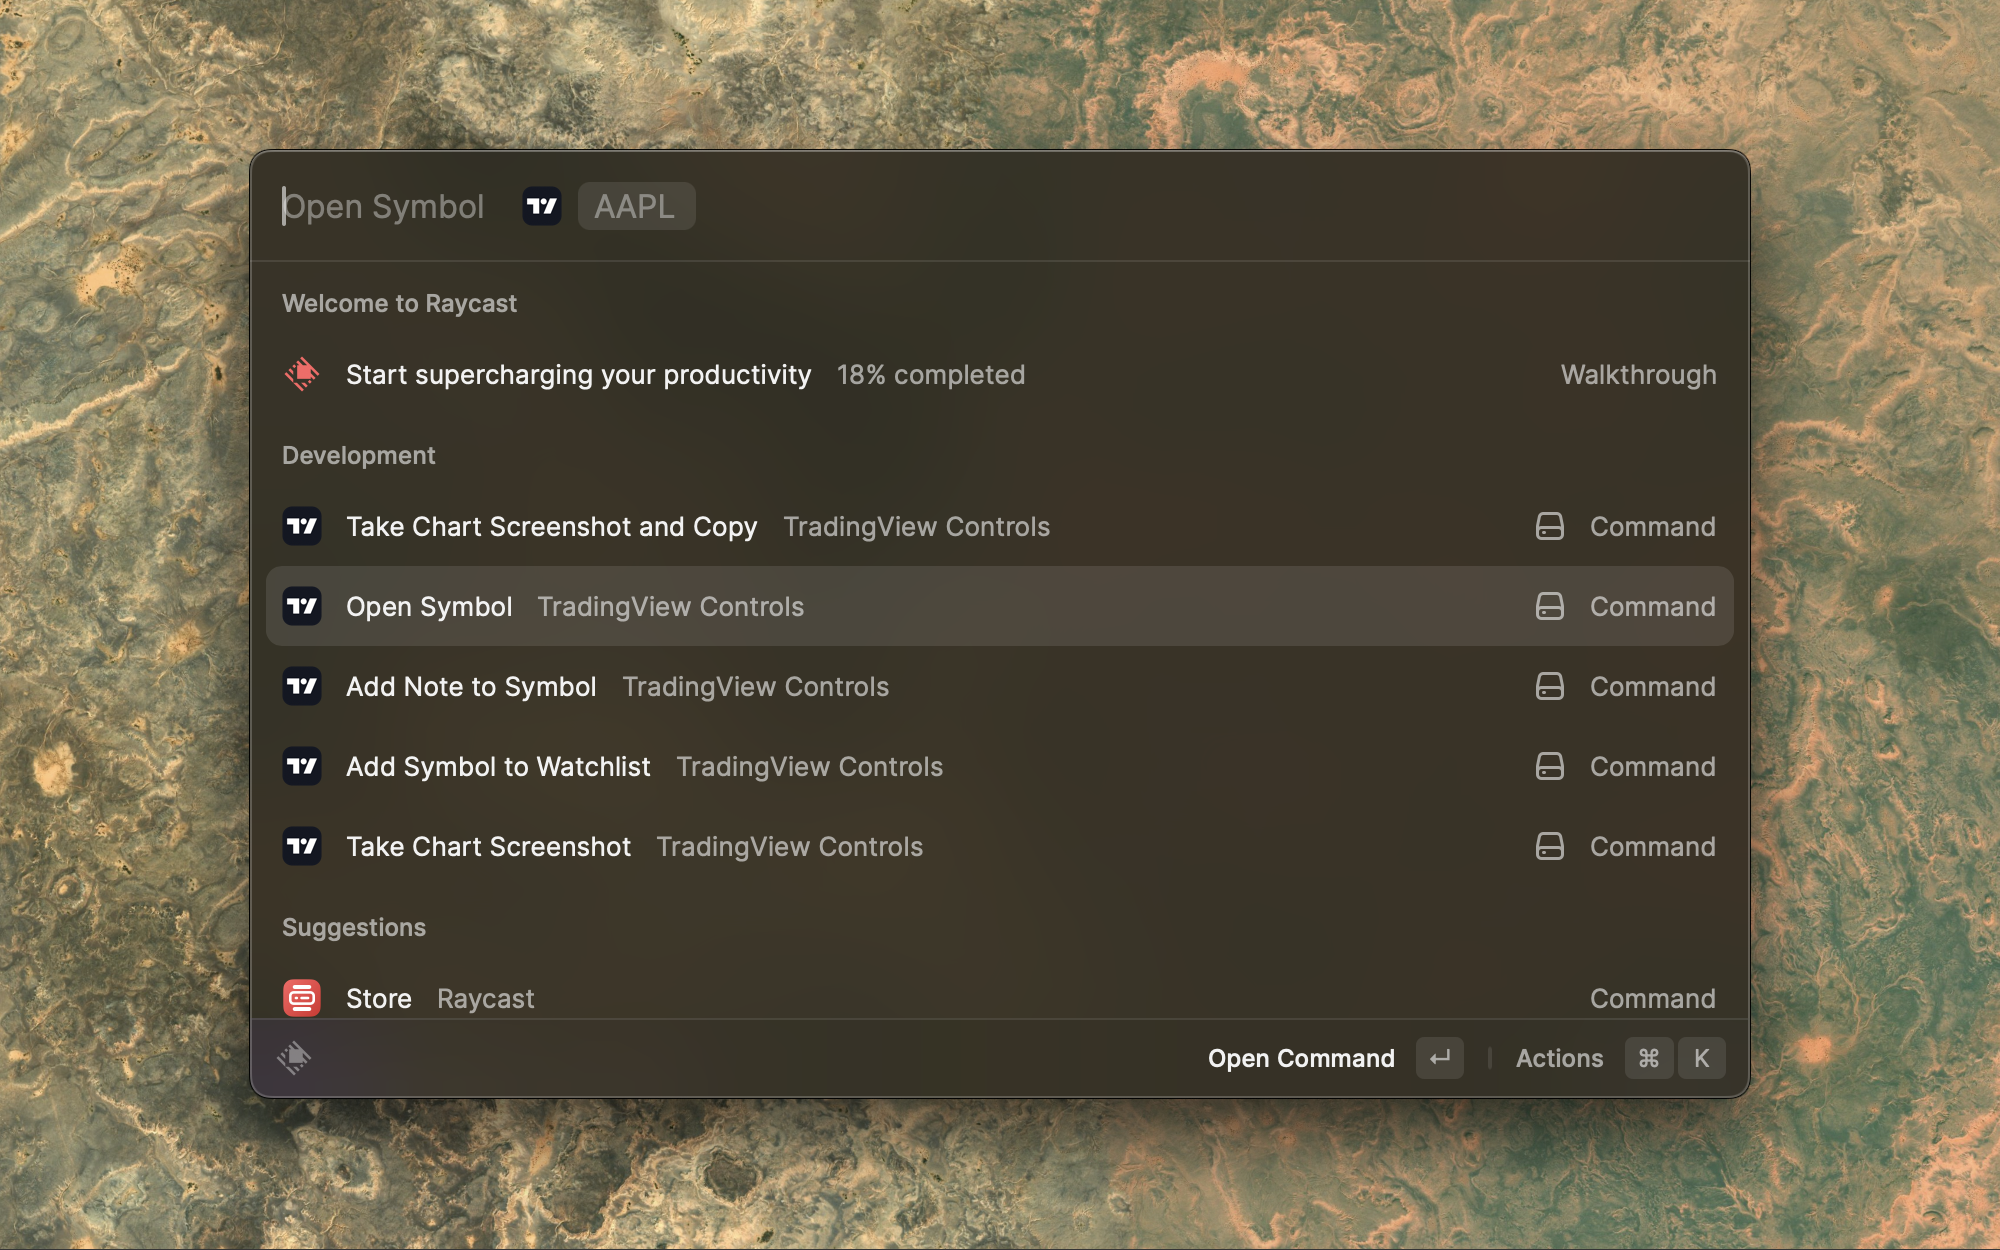 Open Symbol AAPL
Welcome to Raycast
Start supercharging your productivity 18% completed Walkthrough
Development
Take Chart Screenshot and Copy TradingView Controls Command
Open Symbol TradingView Controls Command
Add Note to Symbol TradingView Controls Command
Add Symbol to Watchlist TradingView Controls Command
Take Chart Screenshot TradingView Controls Command
Suggestions
Store Raycast Command
Open Command ↵ Actions ⌘ K